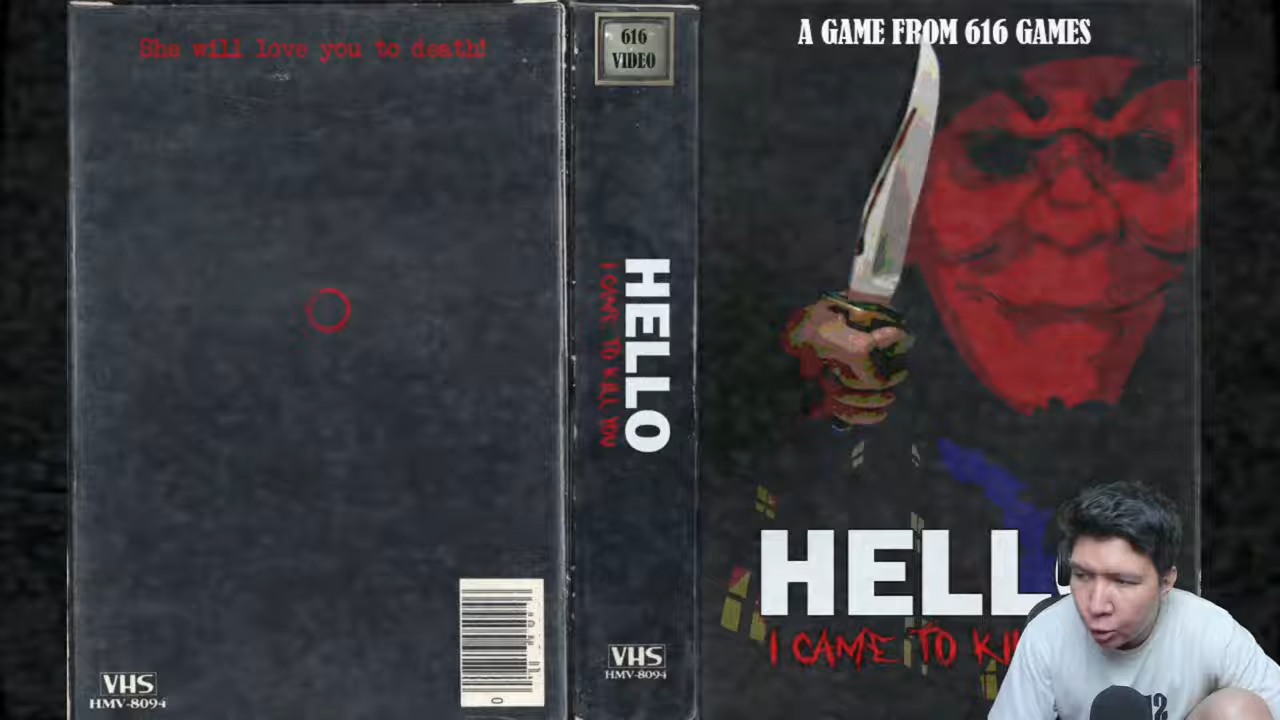 She will love you to death!
VHS
HMV-8094
616
VIDEO
HELLO
I CAME TO KILL YOU
VHS
HMV-8094
A GAME FROM 616 GAMES
HELL
I CAME TO